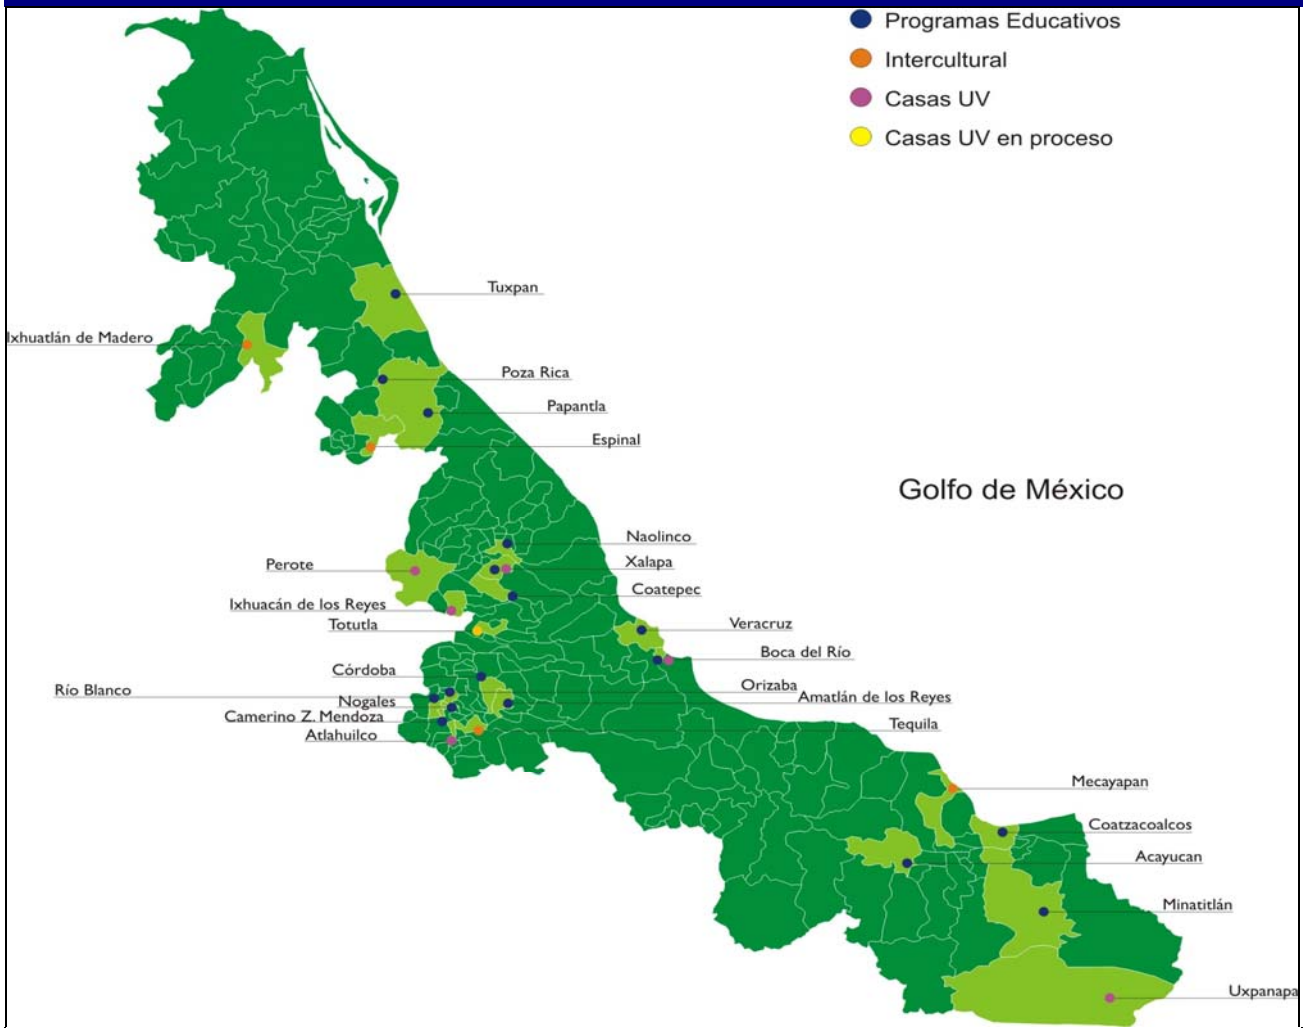 Programas Educativos
Intercultural
Casas UV
Casas UV en proceso
Tuxpan
Ixhuatlán de Madero
Poza Rica
Papantla
Espinal
Golfo de México
Naolinco
Perote
Xalapa
Coatepec
Ixhuacán de los Reyes
Totutla
Veracruz
Boca del Río
Córdoba
Orizaba
Río Blanco
Amatlán de los Reyes
Nogales
Camerino Z. Mendoza
Tequila
Atlahuilco
Mecayapan
Coatzacoalcos
Acayucan
Minatitlán
Uxpanapa